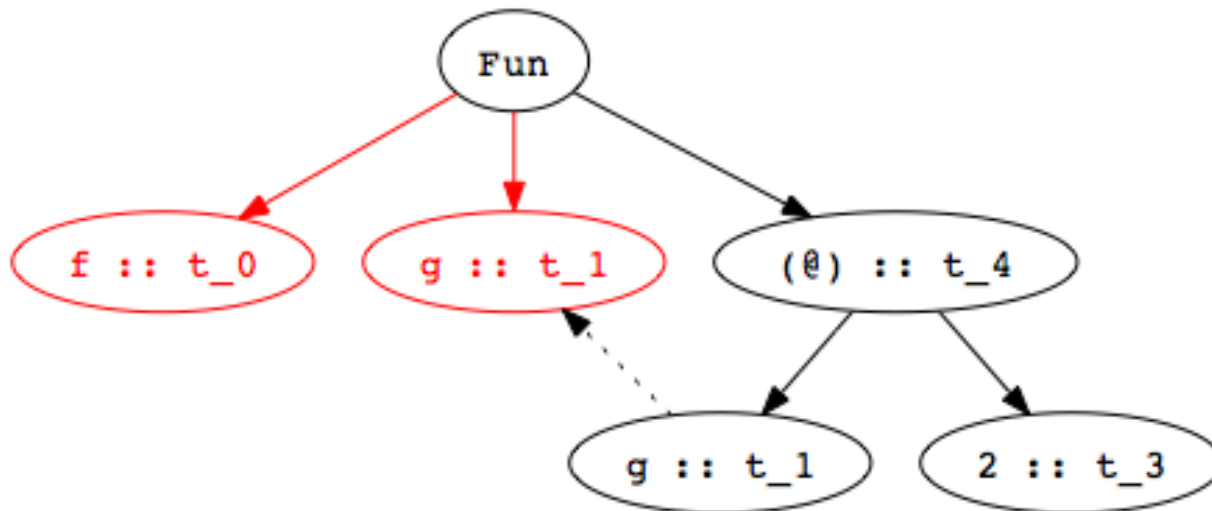 Fun
f :: t_0
g :: t_1
(@) :: t_4
g :: t_1
2 :: t_3